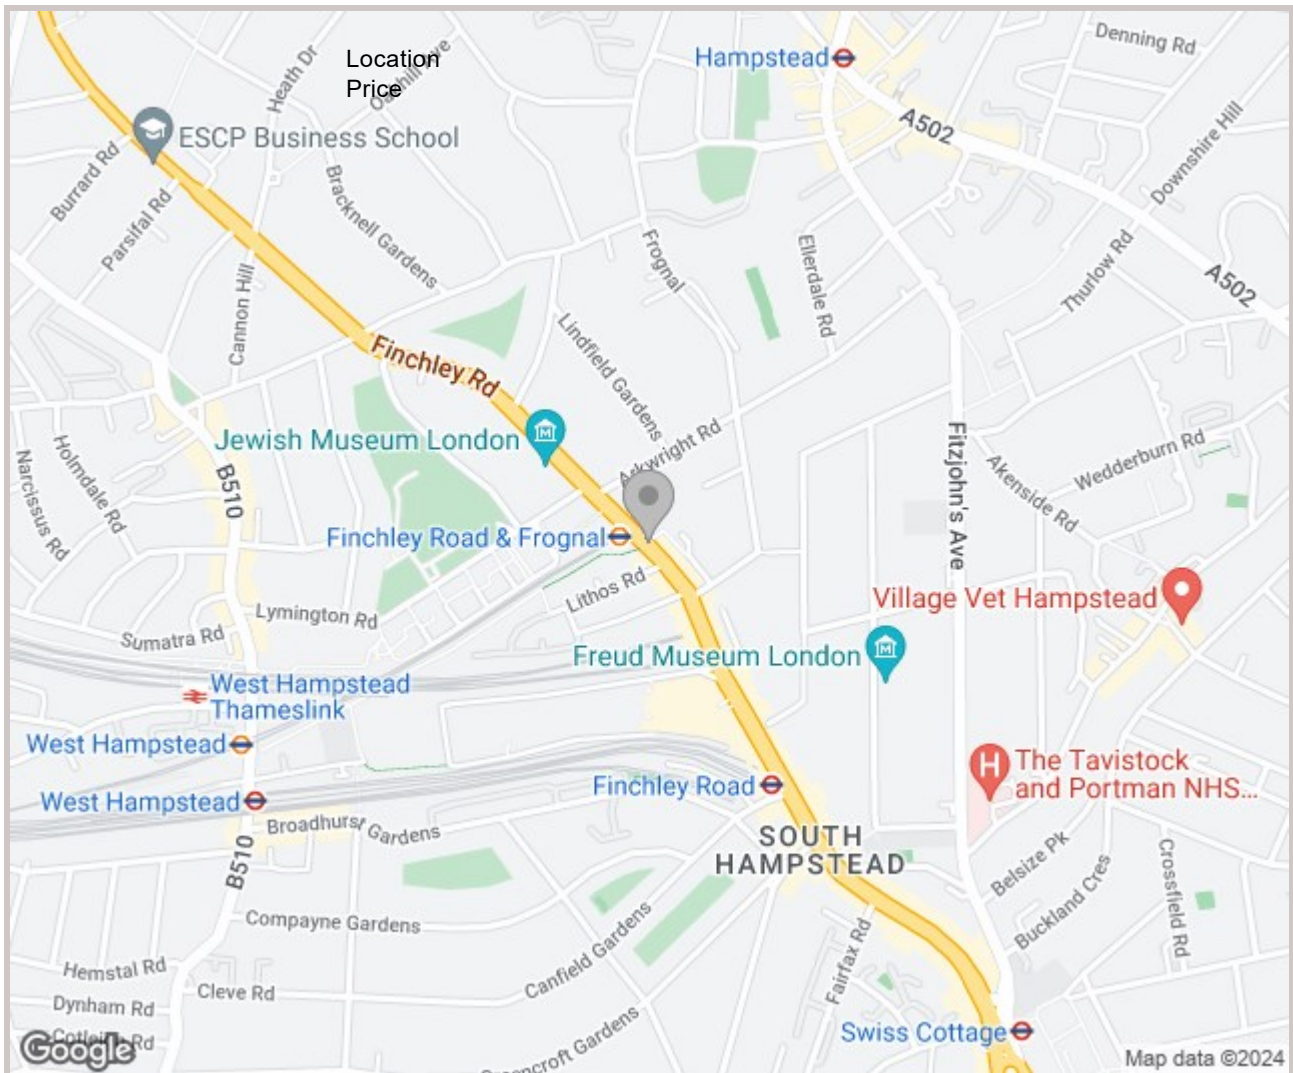 Location
Price
Heath Dr
Oakhill Ave
Hampstead
Denning Rd
A502
Downshire Hill
ESCP Business School
Burrard Rd
Parsifal Rd
Bracknell Gardens
Frognal
Ellerdale Rd
Thurlow Rd
A502
Cannon Hill
Lindfield Gardens
Finchley Rd
Jewish Museum London
Arkwright Rd
Fitzjohn's Ave
Akenside Rd
Wedderburn Rd
Holmdale Rd
Narcissus Rd
B510
Finchley Road & Frognal
Lithos Rd
Village Vet Hampstead
Lymington Rd
Sumatra Rd
Freud Museum London
West Hampstead
Thameslink
West Hampstead
Finchley Road
The Tavistock
and Portman NHS...
West Hampstead
Broadhurst Gardens
SOUTH
HAMPSTEAD
B510
Belsize Pk
Buckland Cres
Crossfield Rd
Compayne Gardens
Canfield Gardens
Fairfax Rd
Hemstal Rd
Cleve Rd
Dynham Rd
Swiss Cottage
Google
Map data ©2024